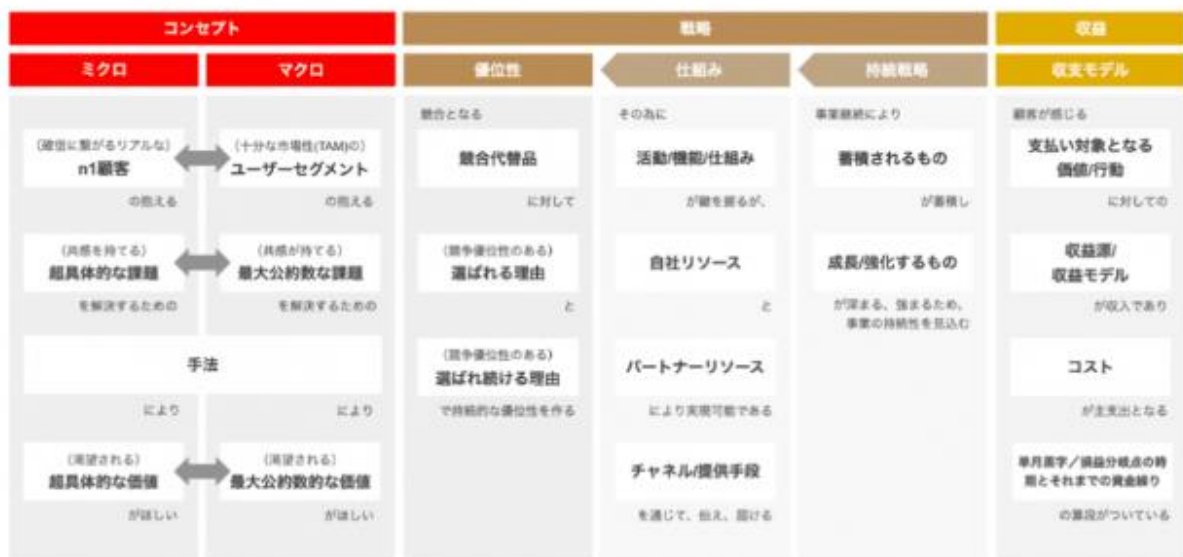 コンセプト
戦略
収益
ミクロ
マクロ
優位性
仕組み
持続戦略
収支モデル
(確信に繋がるリアルな)
n1顧客
の抱える
(共感を持てる)
超具体的な課題
を解決するための
(十分な市場性(TAM)の)
ユーザーセグメント
の抱える
(共感が持てる)
最大公約数な課題
を解決するための
手法
により
により
(渇望される)
超具体的な価値
がほしい
(渇望される)
最大公約数的な価値
がほしい
競合となる
競合代替品
に対して
(競争優位性のある)
選ばれる理由
と
(競争優位性のある)
選ばれ続ける理由
で持続的な優位性を作る
その為に
活動/機能/仕組み
が鍵を握るが、
自社リソース
と
パートナーリソース
により実現可能である
チャネル/提供手段
を通じて、伝え、届ける
事業継続により
蓄積されるもの
が蓄積し
成長/強化するもの
が深まる、強まるため、
事業の持続性を見込む
顧客が感じる
支払い対象となる
価値/行動
に対しての
収益源/
収益モデル
が収入であり
コスト
が主支出となる
単月黒字/損益分岐点の時
期とそれまでの資金繰り
の算段がついている